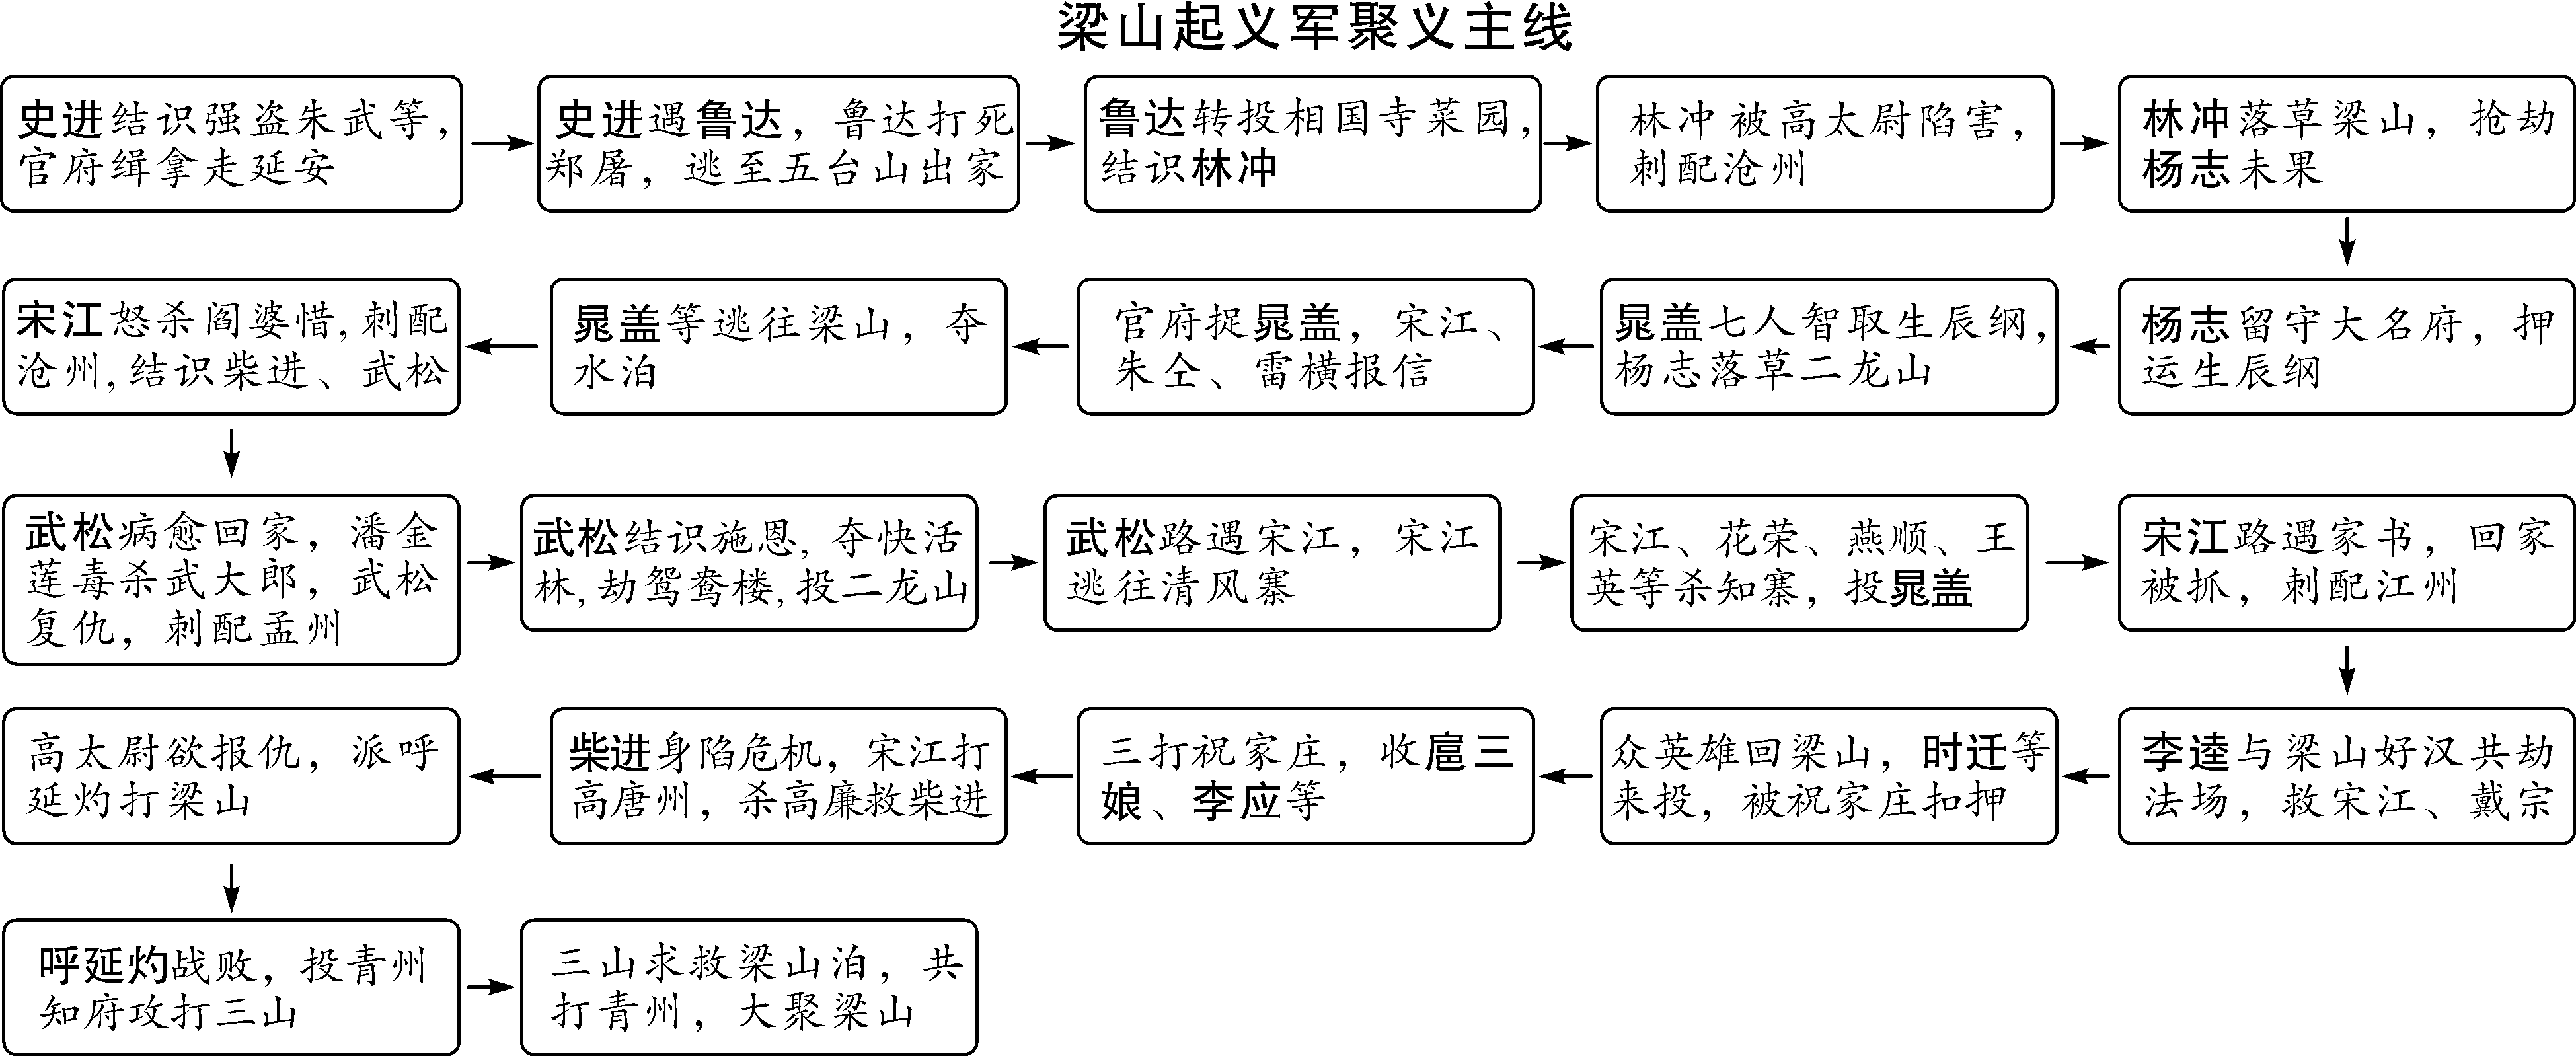 梁山起义军聚义主线
史进结识强盗朱武等，
官府缉拿走延安
史进遇鲁达，鲁达打死
郑屠，逃至五台山出家
鲁达转投相国寺菜园，
结识林冲
林冲被高太尉陷害，
刺配沧州
林冲落草梁山，抢劫
杨志未果
杨志留守大名府，押
运生辰纲
晁盖七人智取生辰纲，
杨志落草二龙山
官府捉晁盖，宋江、
朱仝、雷横报信
晁盖等逃往梁山，夺
水泊
宋江怒杀阎婆惜，刺配
沧州，结识柴进、武松
武松病愈回家，潘金
莲毒杀武大郎，武松
复仇，刺配孟州
武松结识施恩，夺快活
林，劫鸳鸯楼，投二龙山
武松路遇宋江，宋江
逃往清风寨
宋江、花荣、燕顺、王
英等杀知寨，投晁盖
宋江路遇家书，回家
被抓，刺配江州
李逵与梁山好汉共劫
法场，救宋江、戴宗
众英雄回梁山，时迁等
来投，被祝家庄扣押
三打祝家庄，收扈三
娘、李应等
柴进身陷危机，宋江打
高唐州，杀高廉救柴进
高太尉欲报仇，派呼
延灼打梁山
呼延灼战败，投青州
知府攻打三山
三山求救梁山泊，共
打青州，大聚梁山